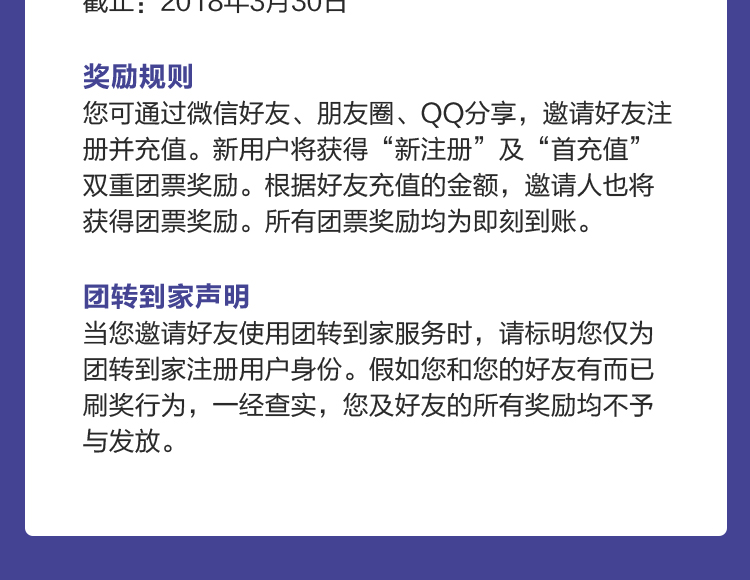 截止：2018年3月30日
奖励规则
您可通过微信好友、朋友圈、QQ分享，邀请好友注
册并充值。新用户将获得“新注册”及“首充值”
双重团票奖励。根据好友充值的金额，邀请人也将
获得团票奖励。所有团票奖励均为即刻到账。
团转到家声明
当您邀请好友使用团转到家服务时，请标明您仅为
团转到家注册用户身份。假如您和您的好友有而已
刷奖行为，一经查实，您及好友的所有奖励均不予
与发放。